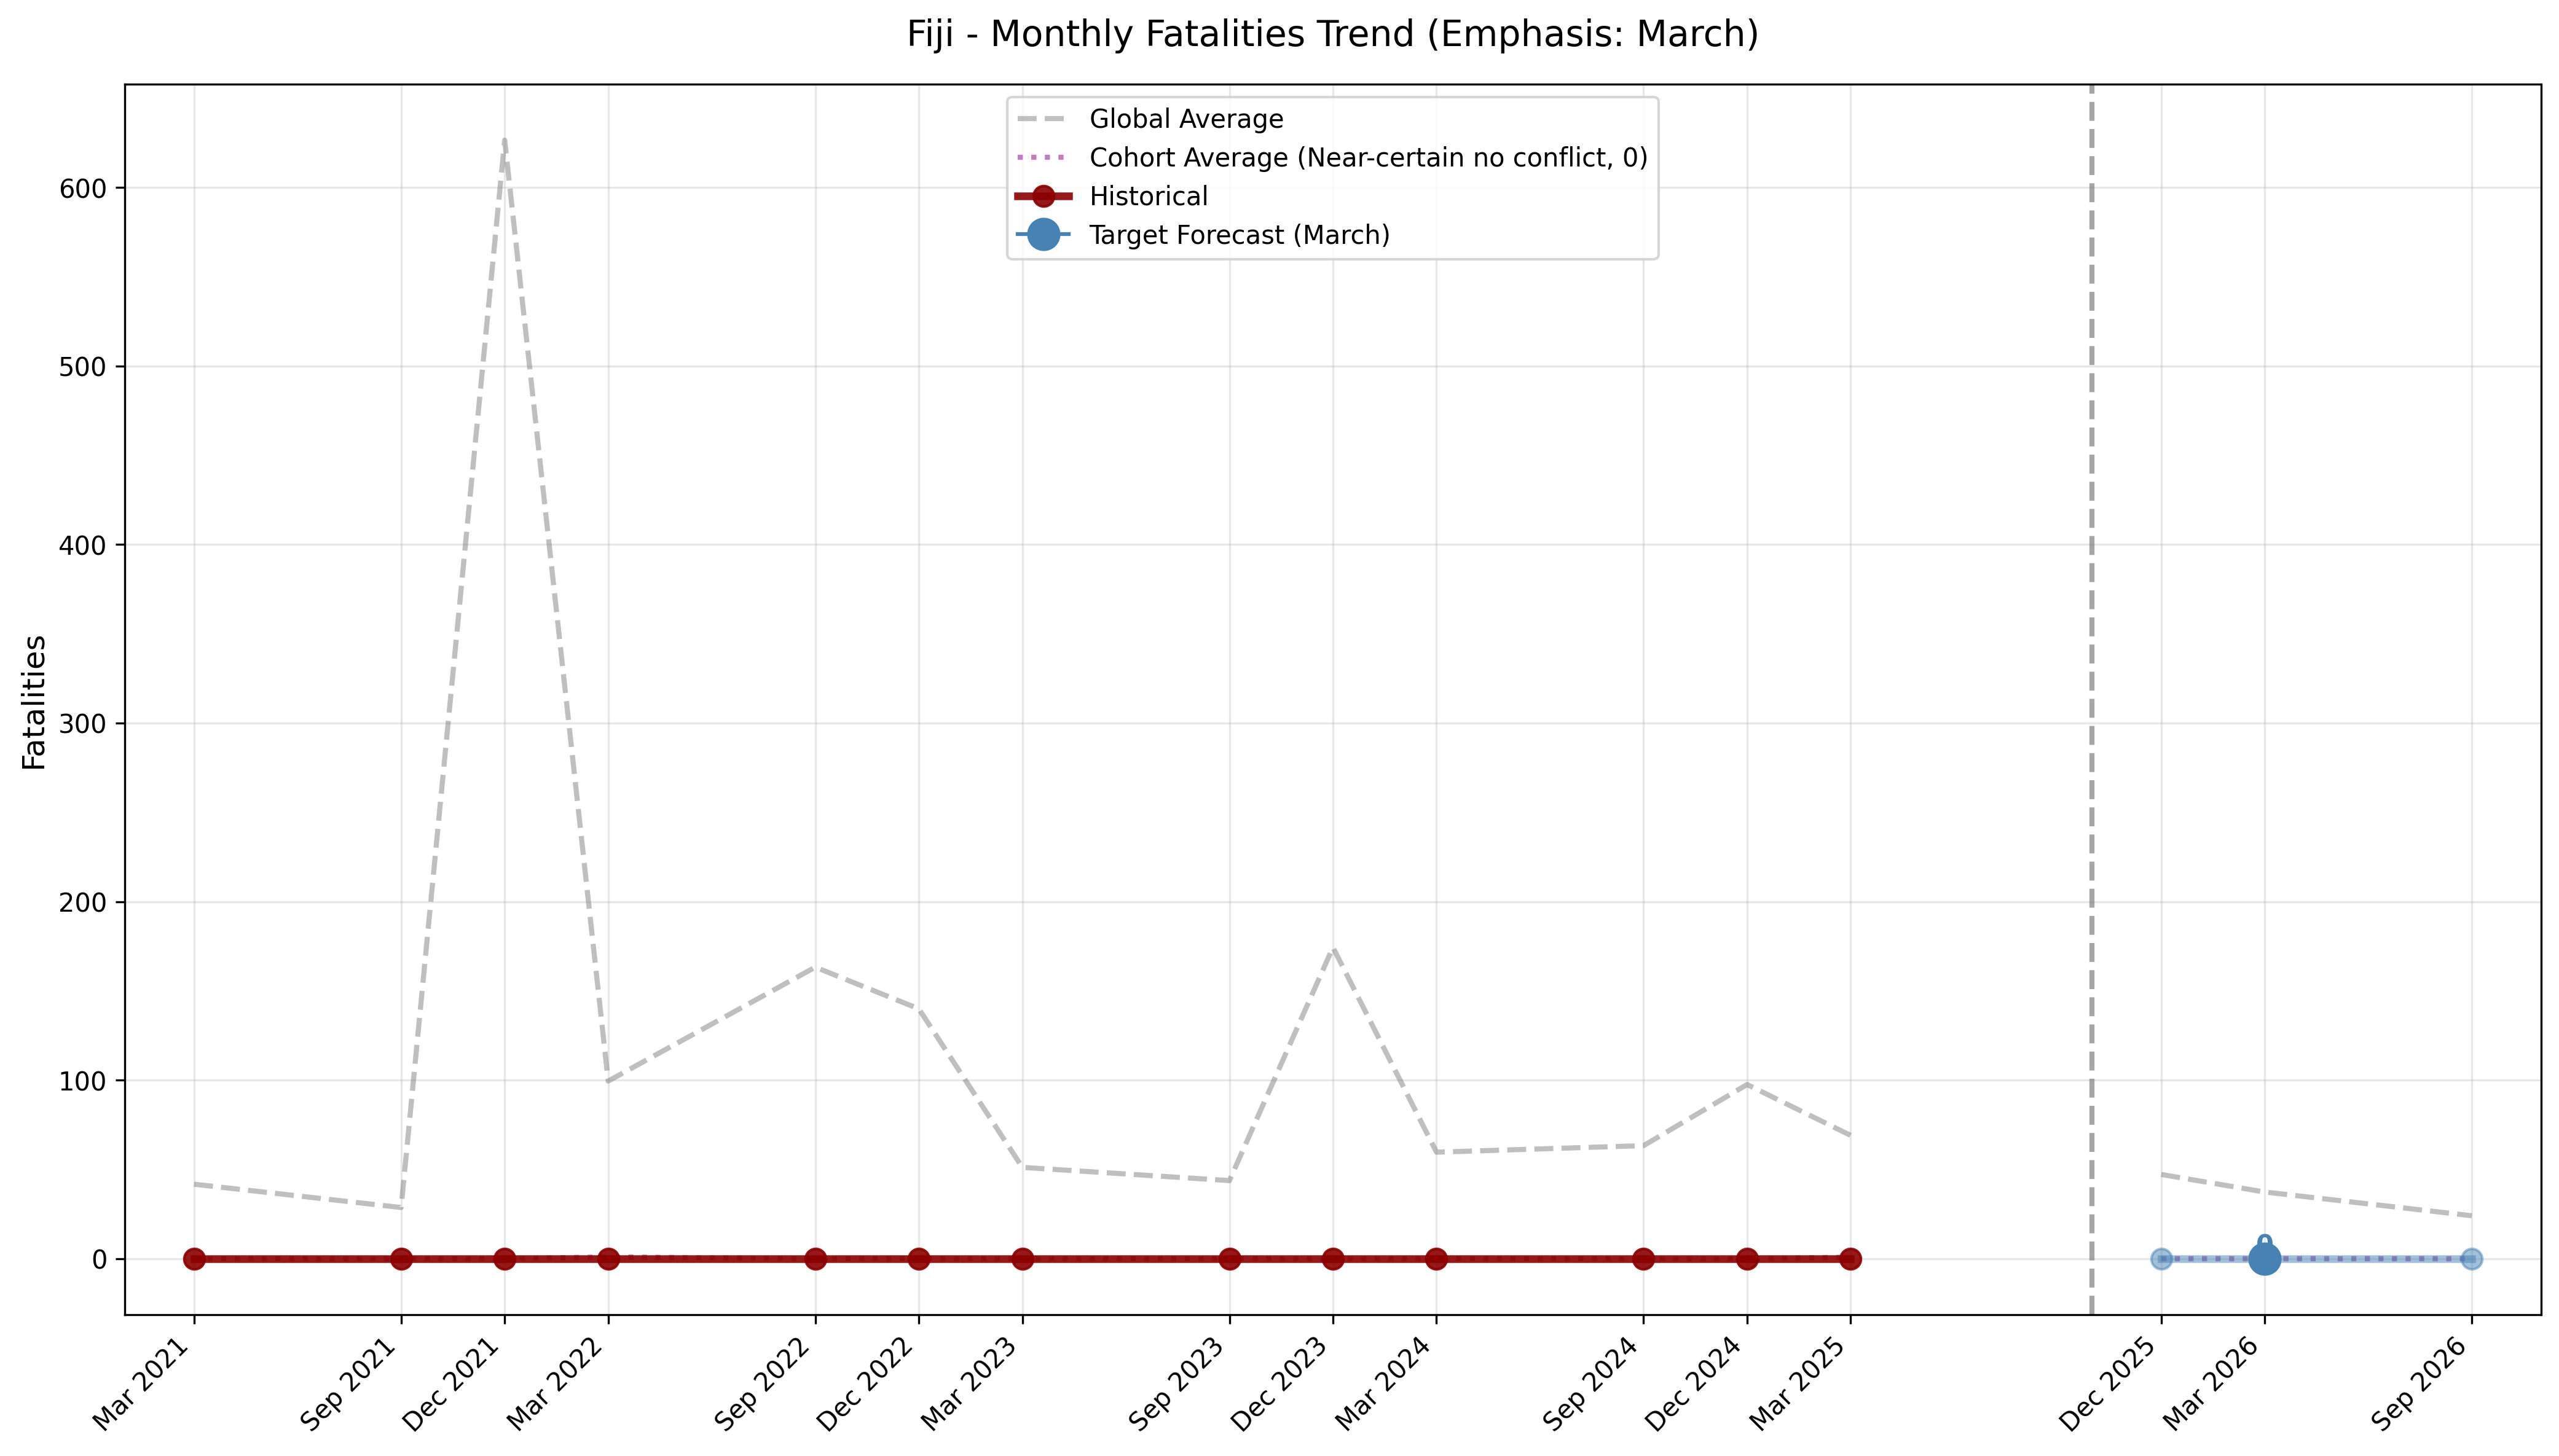 Fiji - Monthly Fatalities Trend (Emphasis: March)
Global Average
Cohort Average (Near-certain no conflict, 0)
Historical
Target Forecast (March)
Fatalities
600
500
400
300
200
100
0
0
Mar 2021
Sep 2021
Dec 2021
Mar 2022
Sep 2022
Dec 2022
Mar 2023
Sep 2023
Dec 2023
Mar 2024
Sep 2024
Dec 2024
Mar 2025
Dec 2025
Mar 2026
Sep 2026